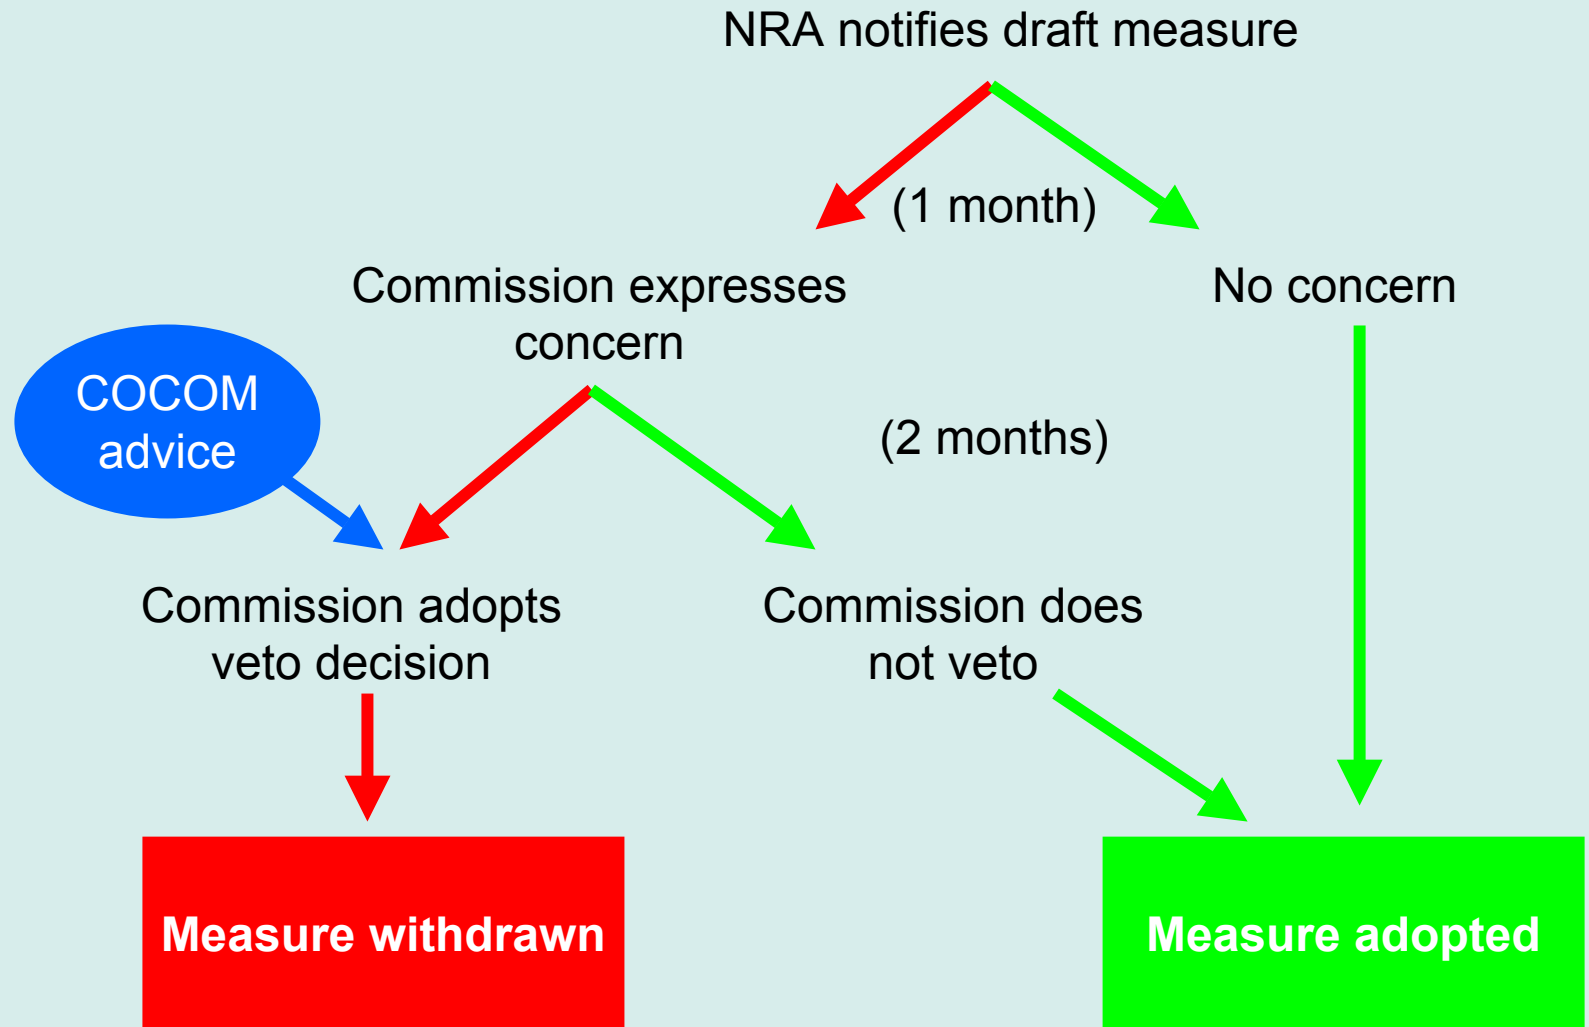 NRA notifies draft measure
(1 month)
Commission expresses
concern
No concern
COCOM
advice
(2 months)
Commission adopts
veto decision
Commission does
not veto
Measure withdrawn
Measure adopted